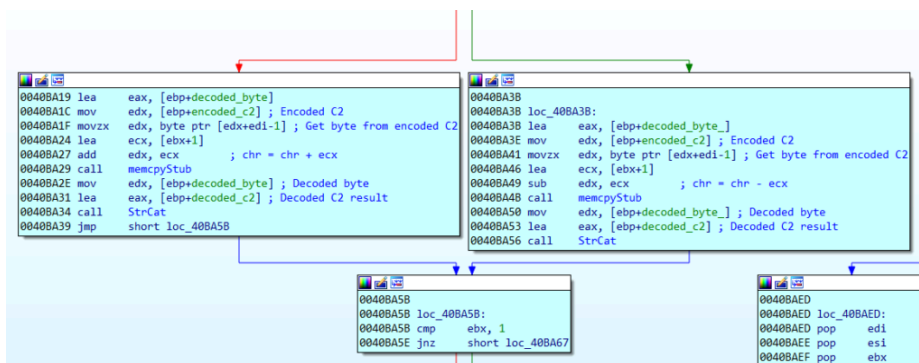 0040BA19 lea eax, [ebp+decoded_byte]
0040BA1C mov edx, [ebp+encoded_c2] ; Encoded C2
0040BA1F movzx edx, byte ptr [edx+edi-1] ; Get byte from encoded C2
0040BA24 lea ecx, [ebx+1]
0040BA27 add edx, ecx ; chr = chr + ecx
0040BA29 call memcpyStub
0040BA2E mov edx, [ebp+decoded_byte] ; Decoded byte
0040BA31 lea eax, [ebp+decoded_c2] ; Decoded C2 result
0040BA34 call StrCat
0040BA39 jmp short loc_40BA5B
0040BA3B
0040BA3B loc_40BA3B:
0040BA3B lea eax, [ebp+decoded_byte_]
0040BA3E mov edx, [ebp+encoded_c2] ; Encoded C2
0040BA41 movzx edx, byte ptr [edx+edi-1] ; Get byte from encoded C2
0040BA46 lea ecx, [ebx+1]
0040BA49 sub edx, ecx ; chr = chr - ecx
0040BA4B call memcpyStub
0040BA50 mov edx, [ebp+decoded_byte_] ; Decoded byte
0040BA53 lea eax, [ebp+decoded_c2] ; Decoded C2 result
0040BA56 call StrCat
0040BA5B
0040BA5B loc_40BA5B:
0040BA5B cmp ebx, 1
0040BA5E jnz short loc_40BA67
0040BAED
0040BAED loc_40BAED:
0040BAED pop edi
0040BAEE pop esi
0040BAEF pop ebx